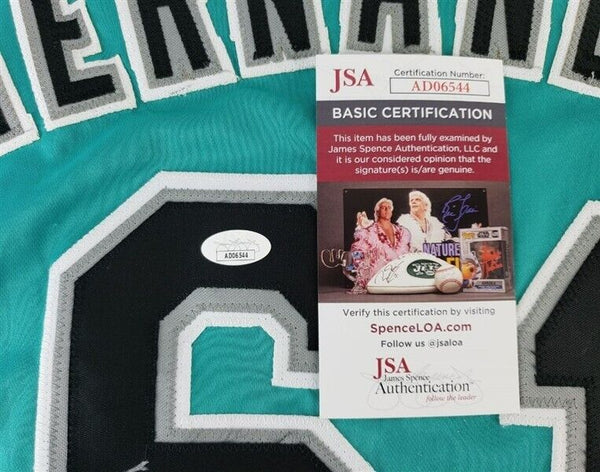 ERNAN
JSA
Certification Number:
AD06544
BASIC CERTIFICATION
This item has been fully examined by
James Spence Authentication, LLC and
it is our considered opinion that the
signature(s) is/are genuine.
NATURE
JETS
AD06544
Verify this certification by visiting
SpenceLOA.com
Follow us @jsaloa
JSA
James Spence
Authentication
follow the leader